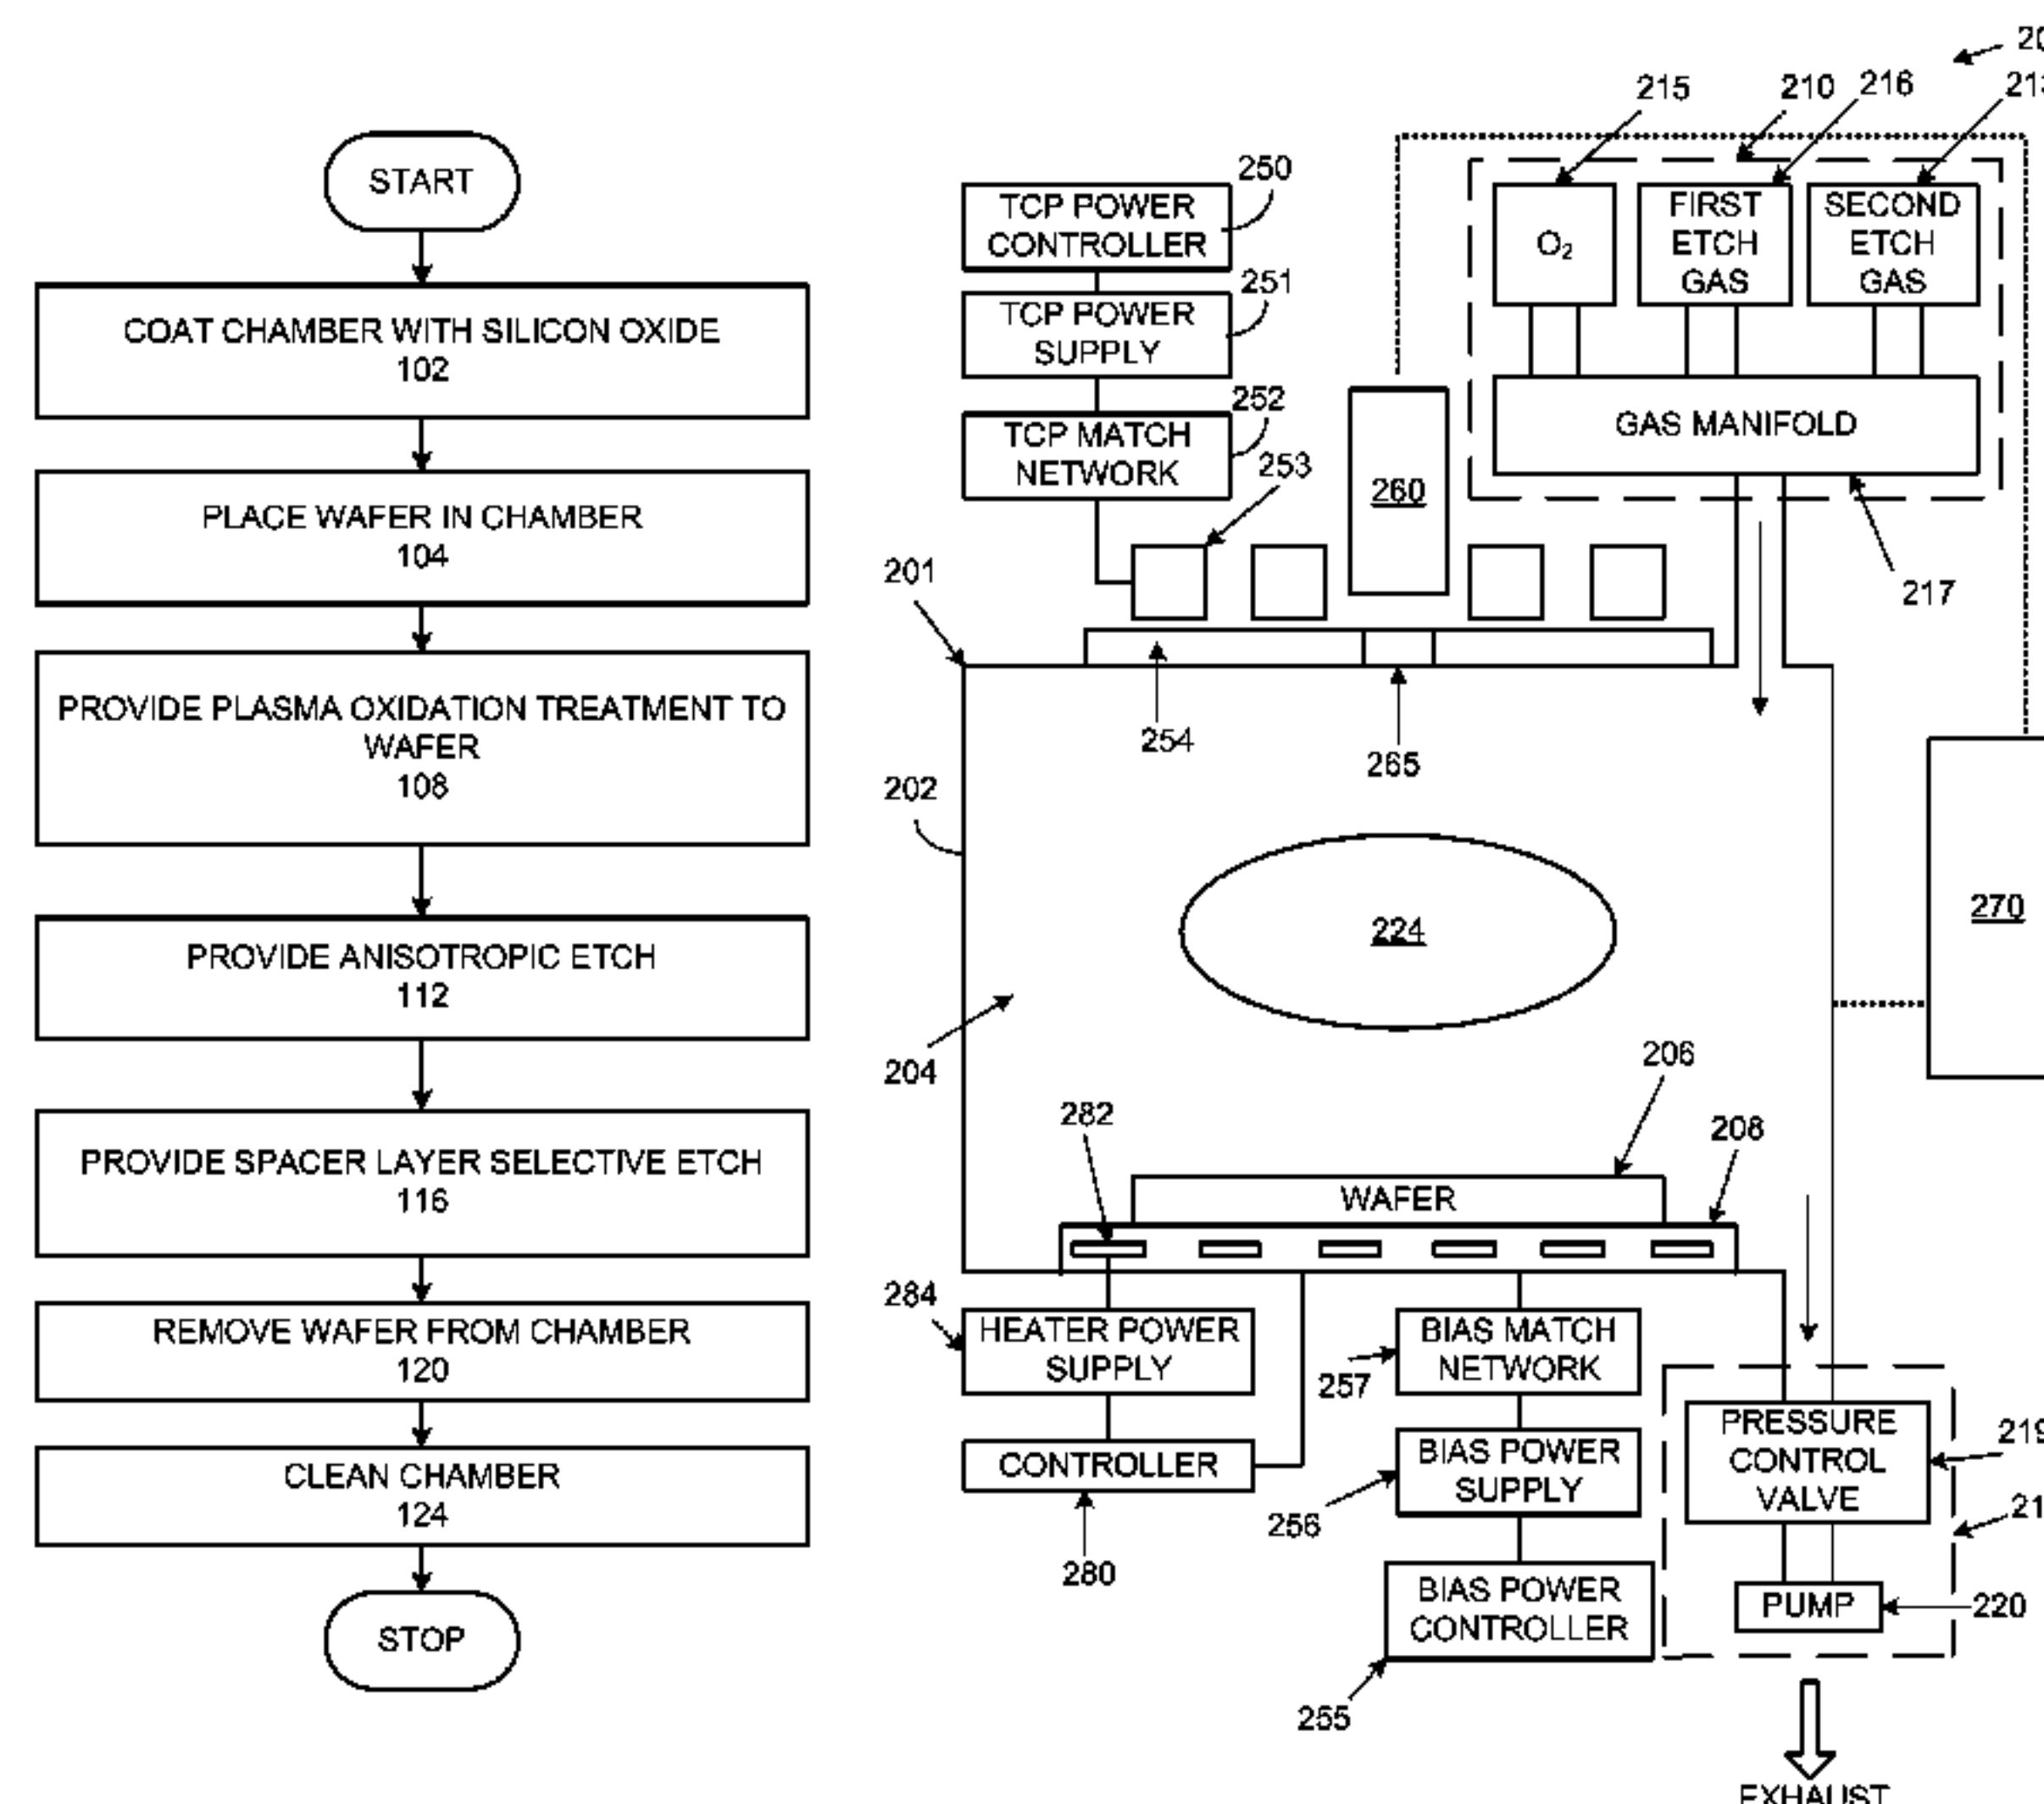 START
COAT CHAMBER WITH SILICON OXIDE
102
PLACE WAFER IN CHAMBER
104
PROVIDE PLASMA OXIDATION TREATMENT TO
WAFER
108
PROVIDE ANISOTROPIC ETCH
112
PROVIDE SPACER LAYER SELECTIVE ETCH
116
REMOVE WAFER FROM CHAMBER
120
CLEAN CHAMBER
124
STOP
215
210
216
250
TCP POWER
CONTROLLER
251
TCP POWER
SUPPLY
252
TCP MATCH
NETWORK
253
O₂
FIRST
ETCH
GAS
SECOND
ETCH
GAS
GAS MANIFOLD
217
260
201
254
265
202
224
270
204
206
282
208
WAFER
284
HEATER POWER
SUPPLY
CONTROLLER
280
257
BIAS MATCH
NETWORK
256
BIAS POWER
SUPPLY
BIAS POWER
CONTROLLER
255
PRESSURE
CONTROL
VALVE
219
PUMP
220
EXHAUST